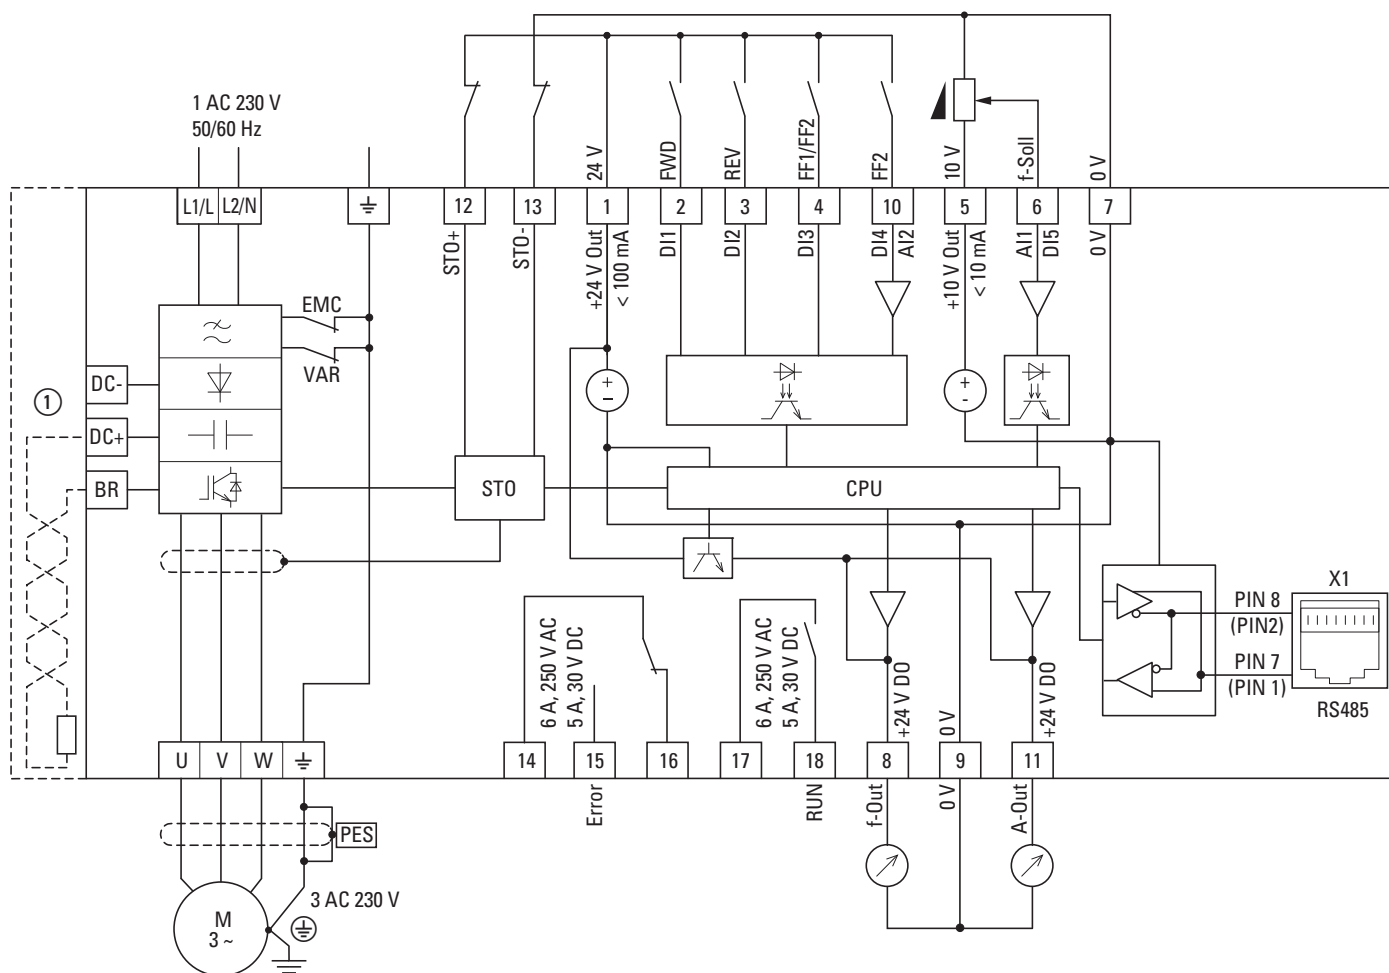 1 AC 230 V
50/60 Hz
24 V
FWD
REV
FF1/FF2
FF2
10 V
f-Soll
0 V
L1/L
L2/N
12
13
1
2
3
4
10
5
6
7
STO+
STO-
+24 V Out
< 100 mA
DI1
DI2
DI3
DI4
AI2
+10 V Out
< 10 mA
AI1
DI5
0 V
EMC
VAR
1
DC-
DC+
BR
+
−
+
-
STO
CPU
X1
PIN 8
(PIN2)
PIN 7
(PIN 1)
RS485
6 A, 250 V AC
5 A, 30 V DC
6 A, 250 V AC
5 A, 30 V DC
+24 V DO
0 V
+24 V DO
U
V
W
14
15
16
17
18
8
9
11
Error
RUN
f-Out
0 V
A-Out
PES
3 AC 230 V
M
3 ~